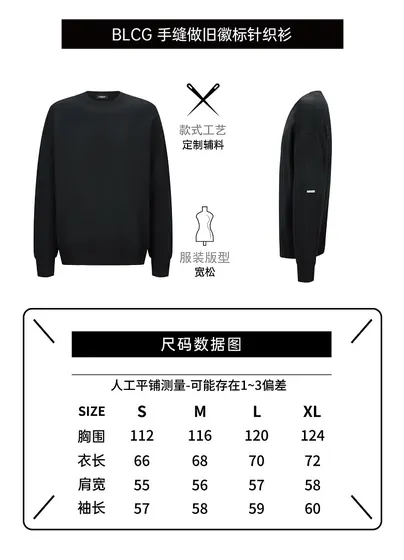 BLCG 手缝做旧徽标针织衫
款式工艺
定制辅料
服装版型
宽松
尺码数据图
人工平铺测量-可能存在1~3偏差
SIZE S M L XL
胸围 112 116 120 124
衣长 66 68 70 72
肩宽 55 56 57 58
袖长 57 58 59 60